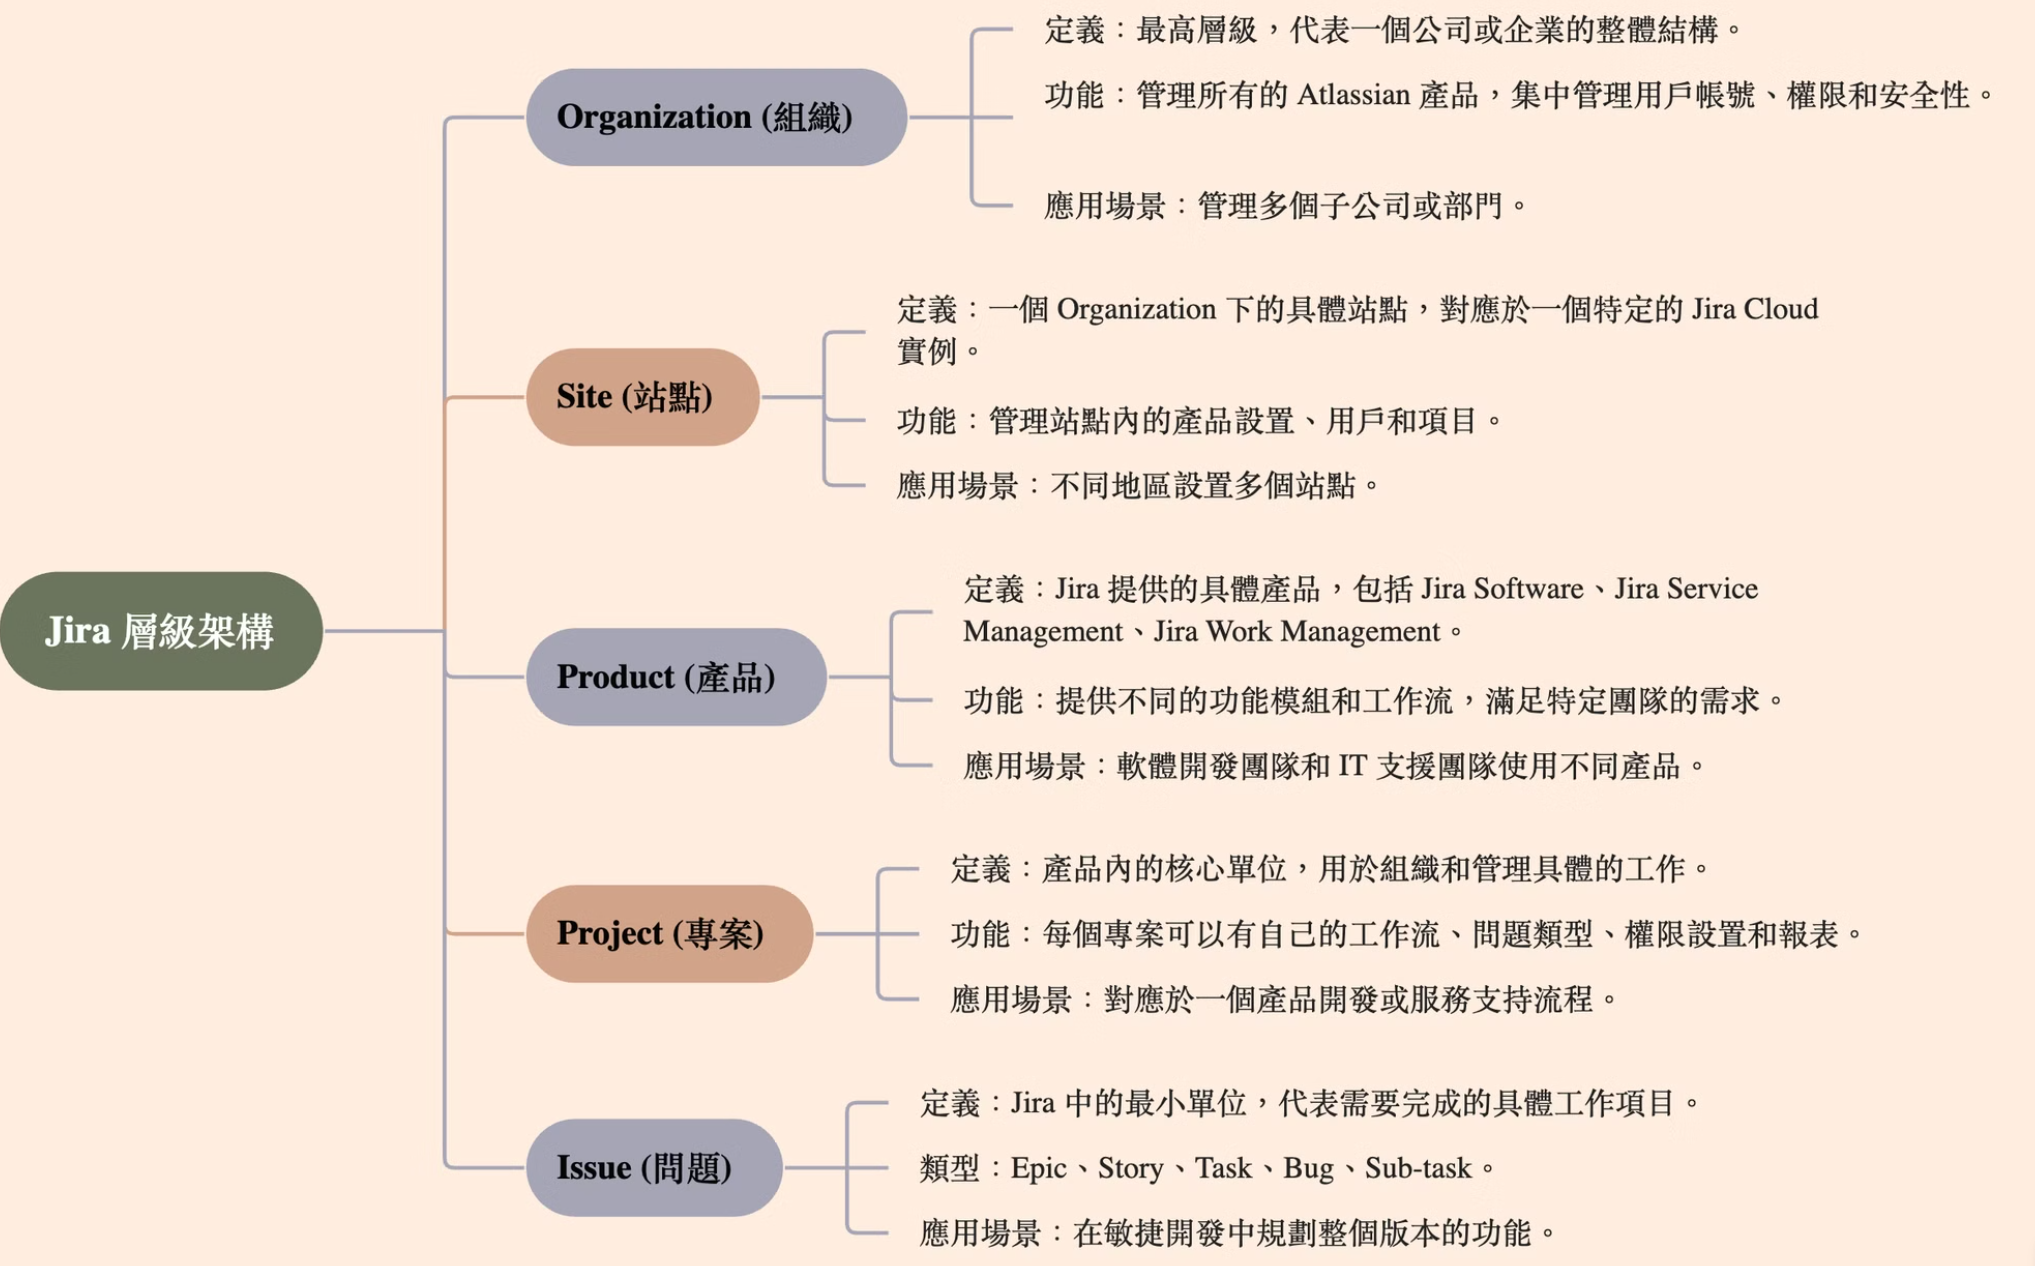 Jira 層級架構
Organization (組織)
定義：最高層級，代表一個公司或企業的整體結構。
功能：管理所有的 Atlassian 產品，集中管理用戶帳號、權限和安全性。
應用場景：管理多個子公司或部門。
Site (站點)
定義：一個 Organization 下的具體站點，對應於一個特定的 Jira Cloud
實例。
功能：管理站點內的產品設置、用戶和項目。
應用場景：不同地區設置多個站點。
Product (產品)
定義：Jira 提供的具體產品，包括 Jira Software、Jira Service
Management、Jira Work Management。
功能：提供不同的功能模組和工作流，滿足特定團隊的需求。
應用場景：軟體開發團隊和 IT 支援團隊使用不同產品。
Project (專案)
定義：產品內的核心單位，用於組織和管理具體的工作。
功能：每個專案可以有自己的工作流、問題類型、權限設置和報表。
應用場景：對應於一個產品開發或服務支持流程。
Issue (問題)
定義：Jira 中的最小單位，代表需要完成的具體工作項目。
類型：Epic、Story、Task、Bug、Sub-task。
應用場景：在敏捷開發中規劃整個版本的功能。